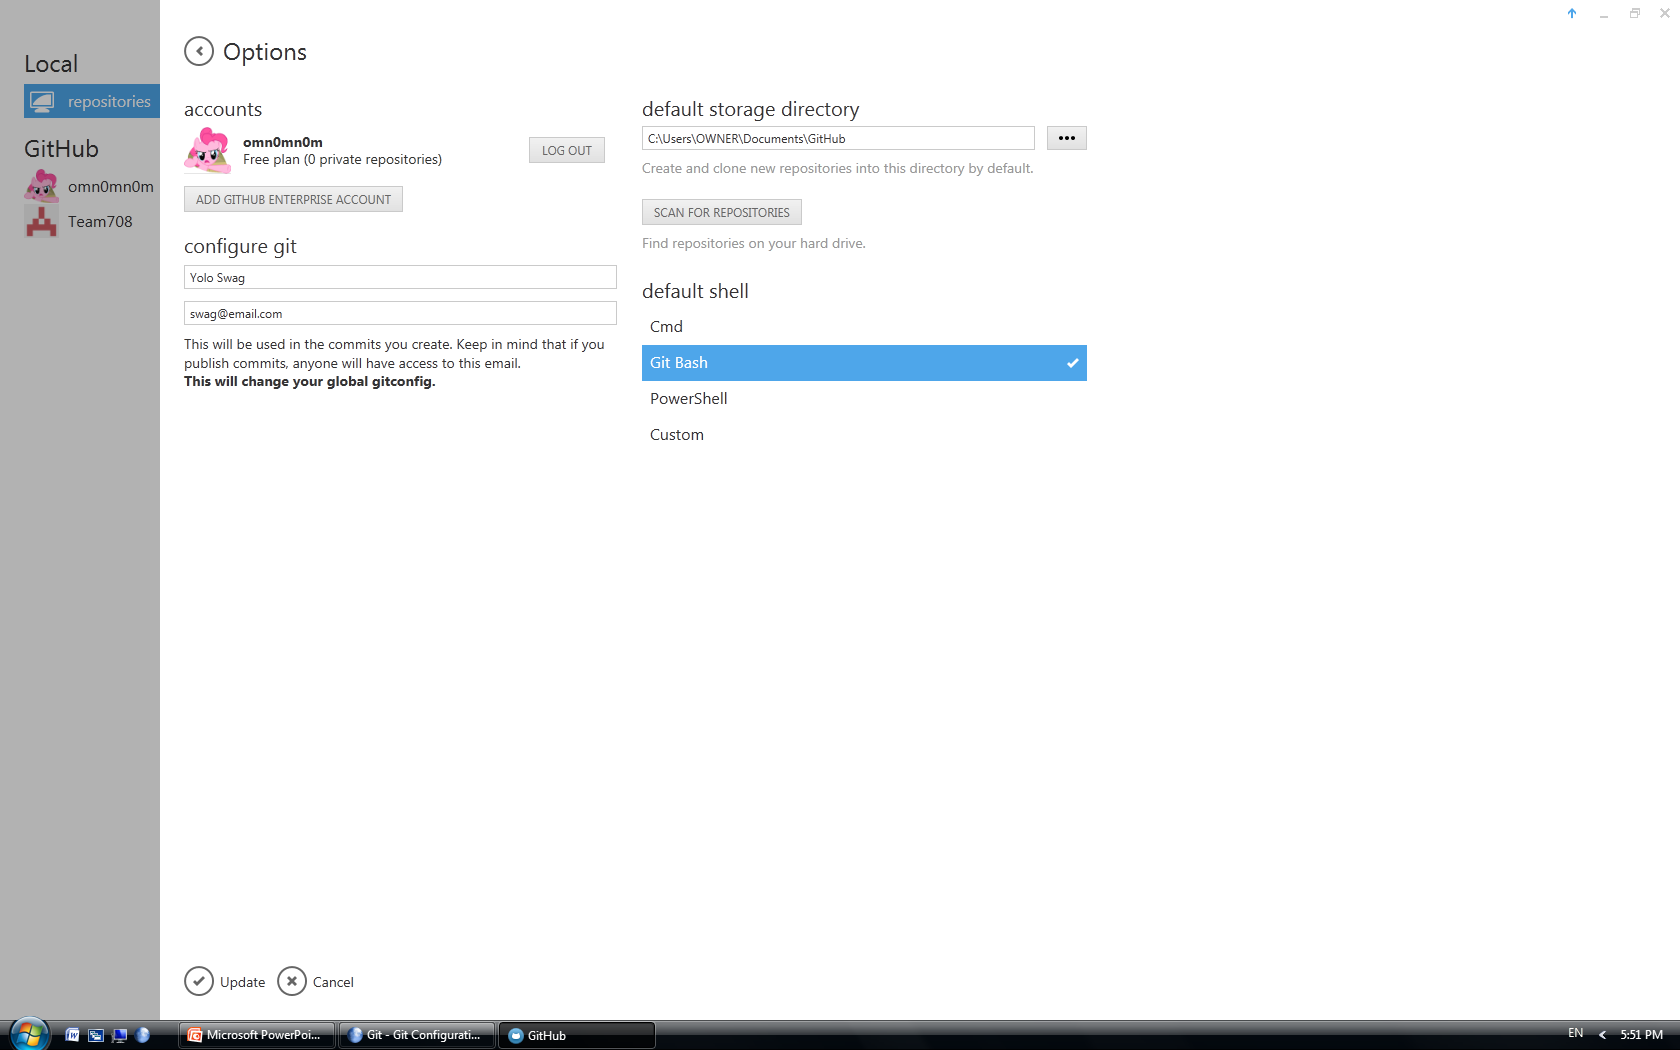 Local
repositories
GitHub
omn0mn0m
Team708
Options
accounts
omn0mn0m
Free plan (0 private repositories)
LOG OUT
ADD GITHUB ENTERPRISE ACCOUNT
configure git
Yolo Swag
swag@email.com
This will be used in the commits you create. Keep in mind that if you
publish commits, anyone will have access to this email.
This will change your global gitconfig.
default storage directory
C:\Users\OWNER\Documents\GitHub
•••
Create and clone new repositories into this directory by default.
SCAN FOR REPOSITORIES
Find repositories on your hard drive.
default shell
Cmd
Git Bash
PowerShell
Custom
Update
Cancel
Microsoft PowerPoi...
Git - Git Configurati...
GitHub
EN
5:51 PM